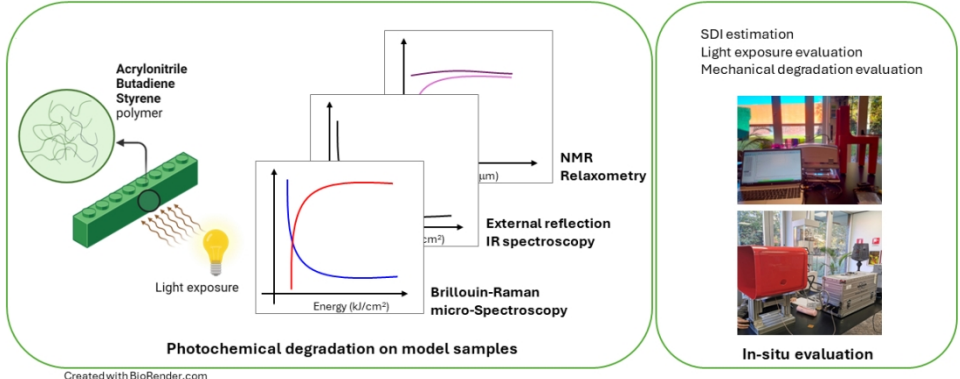 Acrylonitrile
Butadiene
Styrene
polymer
Light exposure
µm)
NMR
Relaxometry
cm²)
External reflection
IR spectroscopy
Energy (kJ/cm²)
Brillouin-Raman
micro-Spectroscopy
Photochemical degradation on model samples
SDI estimation
Light exposure evaluation
Mechanical degradation evaluation
In-situ evaluation
Created with BioRender.com